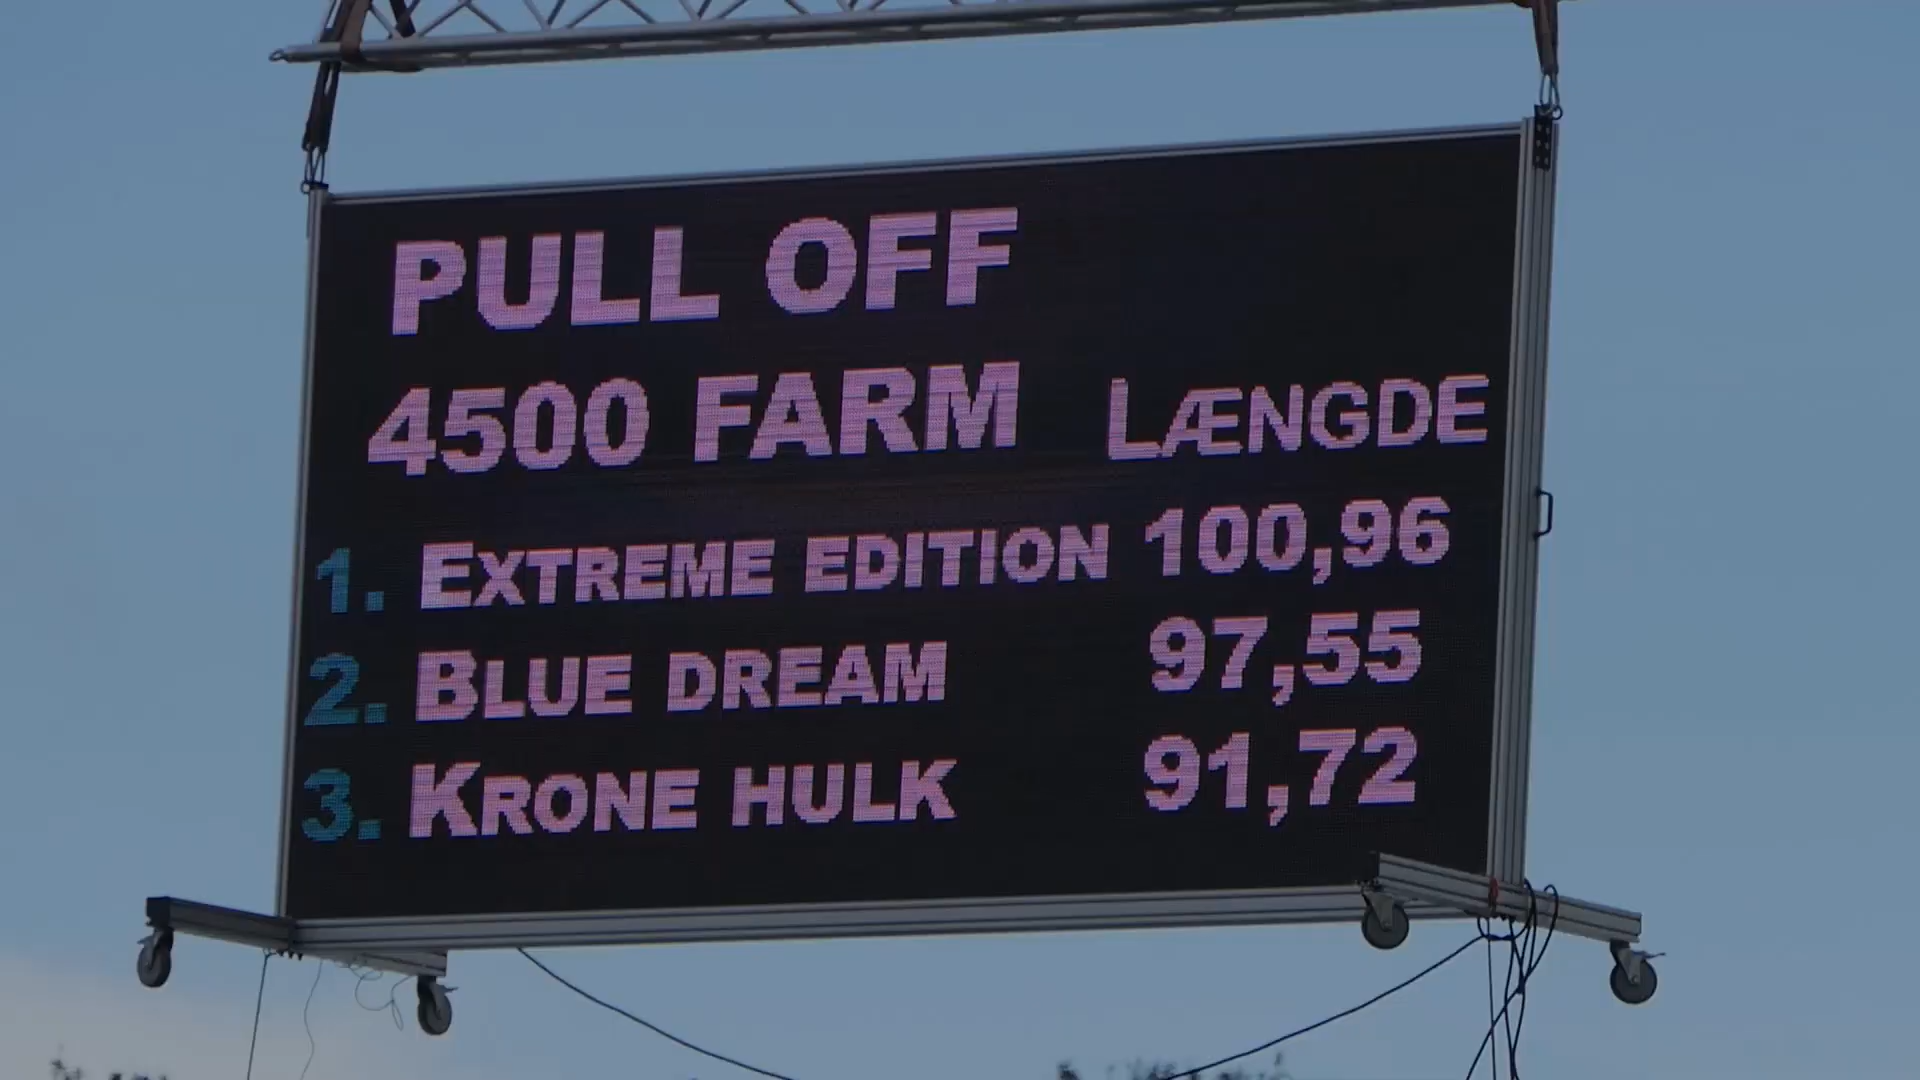 PULL OFF
4500 FARM LÆNGDE
1. EXTREME EDITION 100,96
2. BLUE DREAM 97,55
3. KRONE HULK 91,72